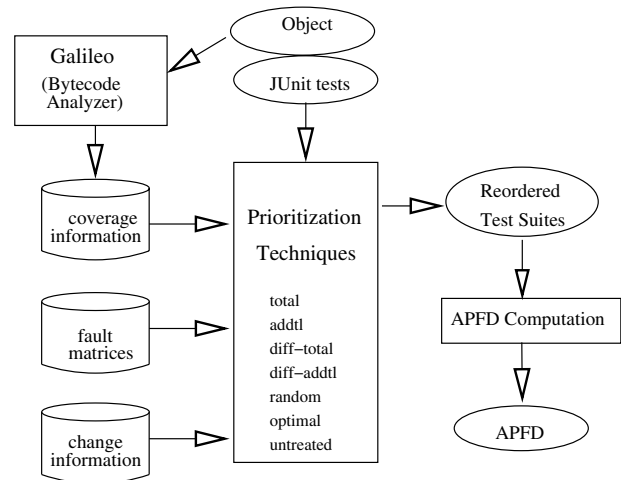 Object
Galileo
(Bytecode
Analyzer)
JUnit tests
coverage
information
Prioritization
Techniques
total
addtl
diff−total
diff−addtl
random
optimal
untreated
Reordered
Test Suites
fault
matrices
APFD Computation
change
information
APFD